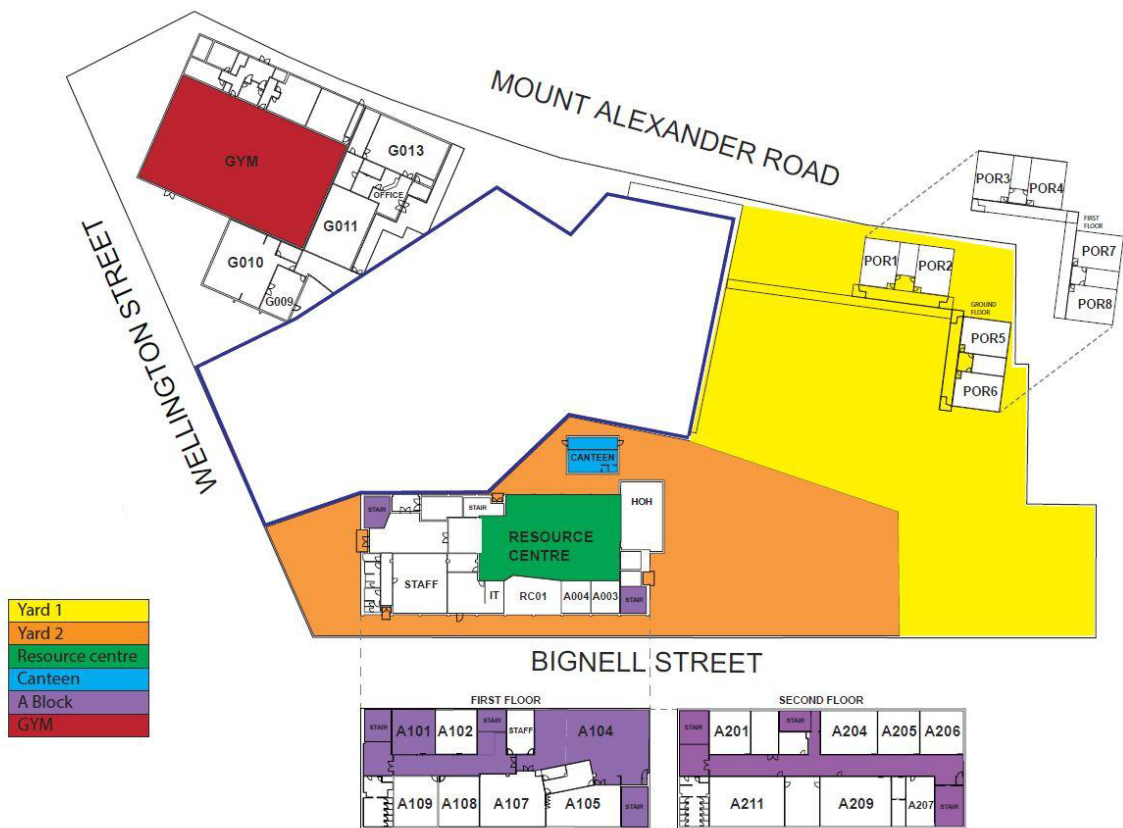 MOUNT ALEXANDER ROAD
GYM
G013
OFFICE
G011
G010
G009
WELLINGTON STREET
POR3
POR4
FIRST
FLOOR
POR7
POR8
POR1
POR2
GROUND
FLOOR
POR5
POR6
CANTEEN
STAIR
STAIR
HOH
RESOURCE
CENTRE
STAFF
IT
RC01
A004
A003
STAIR
Yard 1
Yard 2
Resource centre
Canteen
A Block
GYM
BIGNELL STREET
FIRST FLOOR
STAIR
A101
A102
STAIR
STAFF
A104
A109
A108
A107
A105
STAIR
SECOND FLOOR
STAIR
A201
STAIR
A204
A205
A206
A211
A209
A207
STAIR